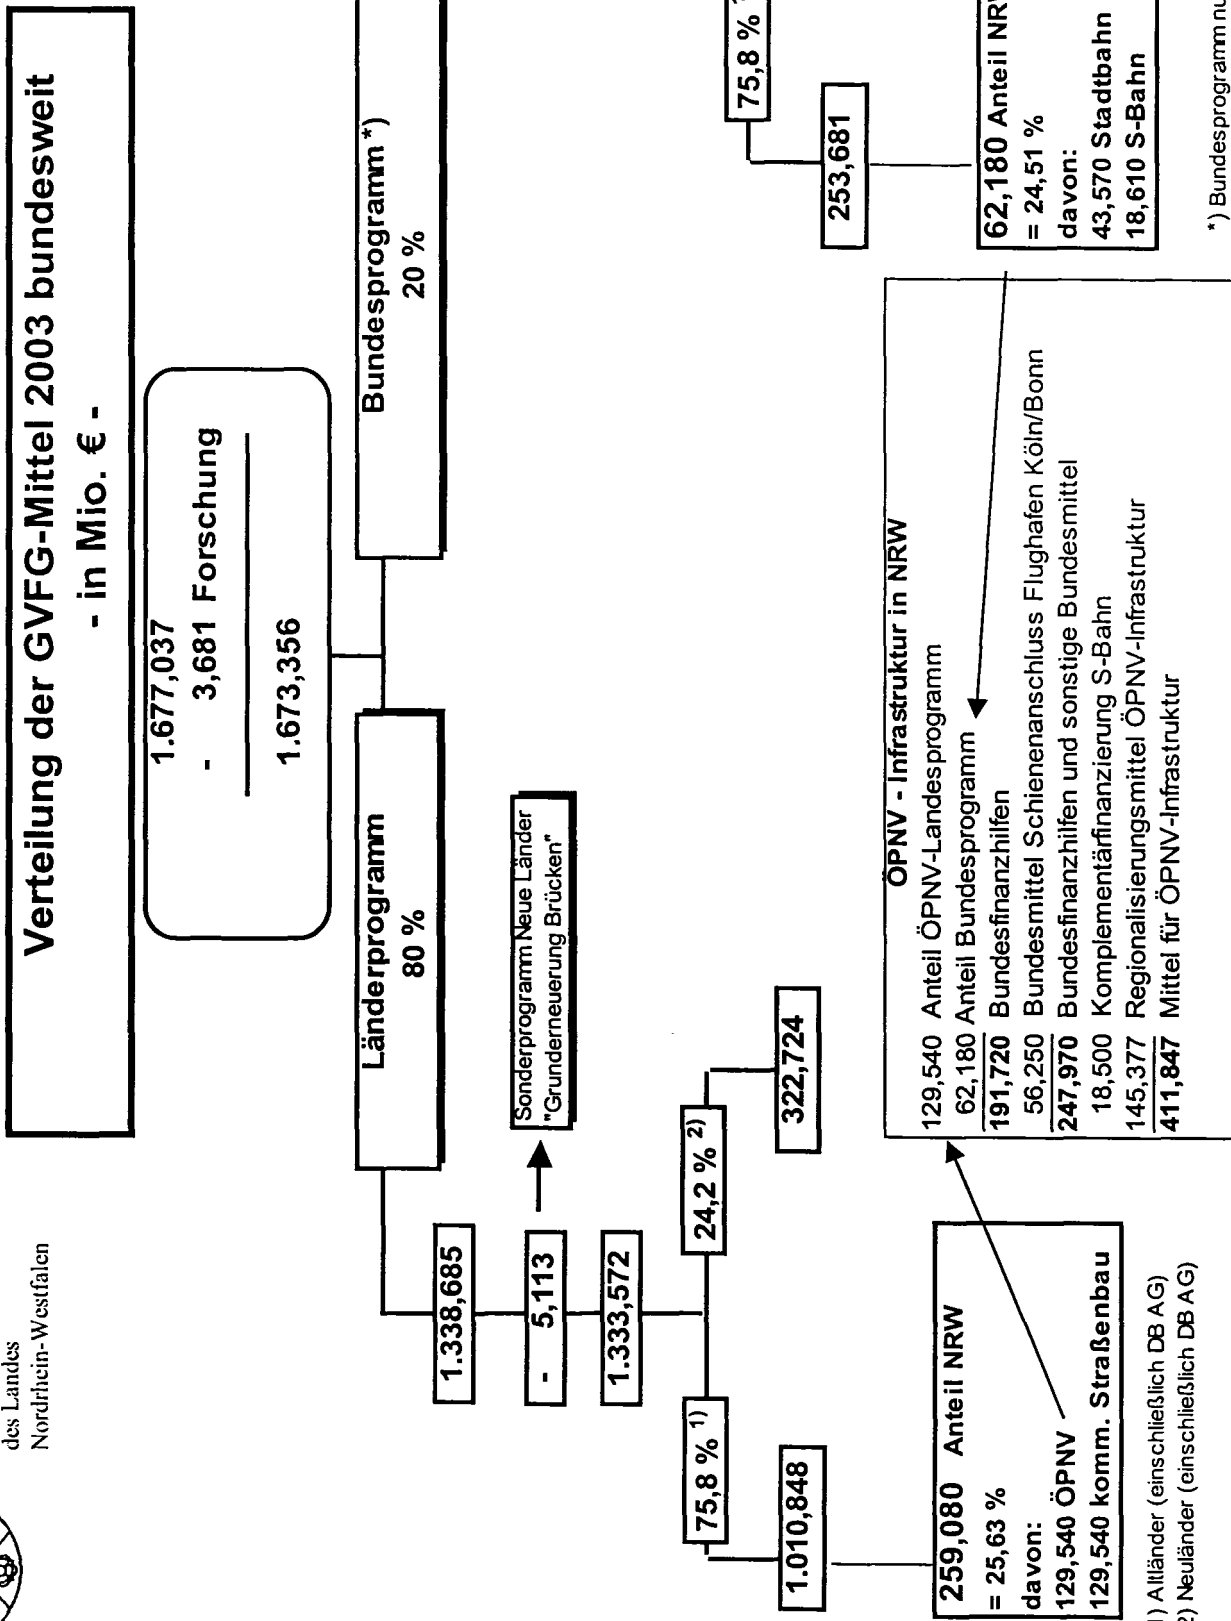 des Landes
Nordrhein-Westfalen
Verteilung der GVFG-Mittel 2003 bundesweit
- in Mio. € -
1.677,037
- 3,681 Forschung
1.673,356
Länderprogramm
80 %
Bundesprogramm *)
20 %
1.338,685
- 5,113
Sonderprogramm Neue Länder
"Grunderneuerung Brücken"
1.333,572
75,8 % 1)
24,2 % 2)
1.010,848
322,724
75,8 %
253,681
259,080 Anteil NRW
= 25,63 %
davon:
129,540 ÖPNV
129,540 komm. Straßenbau
ÖPNV - Infrastruktur in NRW
129,540 Anteil ÖPNV-Landesprogramm
62,180 Anteil Bundesprogramm
191,720 Bundesfinanzhilfen
56,250 Bundesmittel Schienenanschluss Flughafen Köln/Bonn
247,970 Bundesfinanzhilfen und sonstige Bundesmittel
18,500 Komplementärfinanzierung S-Bahn
145,377 Regionalisierungsmittel ÖPNV-Infrastruktur
411,847 Mittel für ÖPNV-Infrastruktur
62,180 Anteil NRW
= 24,51 %
davon:
43,570 Stadtbahn
18,610 S-Bahn
1) Altländer (einschließlich DB AG)
2) Neuländer (einschließlich DB AG)
*) Bundesprogramm